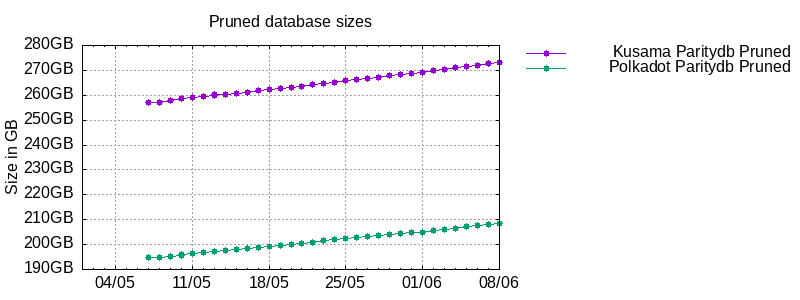 Pruned database sizes
280GB
270GB
260GB
250GB
240GB
230GB
220GB
210GB
200GB
190GB
Size in GB
04/05
11/05
18/05
25/05
01/06
08/06
Kusama Paritydb Pruned
Polkadot Paritydb Pruned